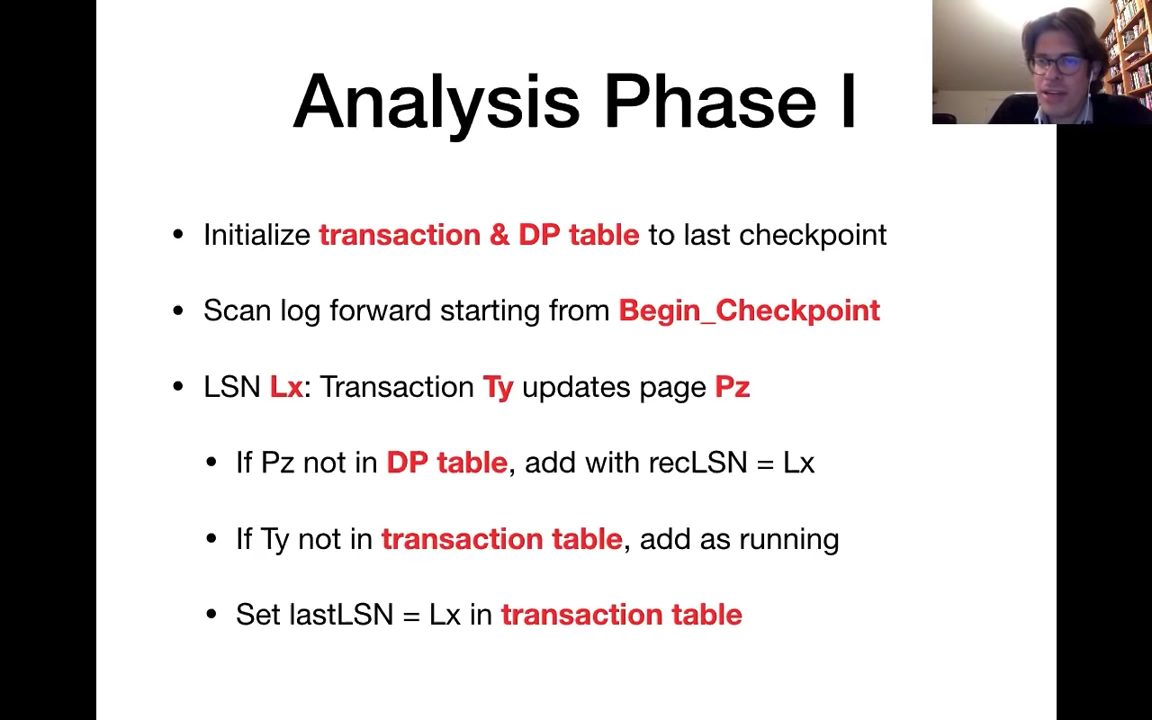 Analysis Phase I
• Initialize transaction & DP table to last checkpoint
• Scan log forward starting from Begin_Checkpoint
• LSN Lx: Transaction Ty updates page Pz
• If Pz not in DP table, add with recLSN = Lx
• If Ty not in transaction table, add as running
• Set lastLSN = Lx in transaction table